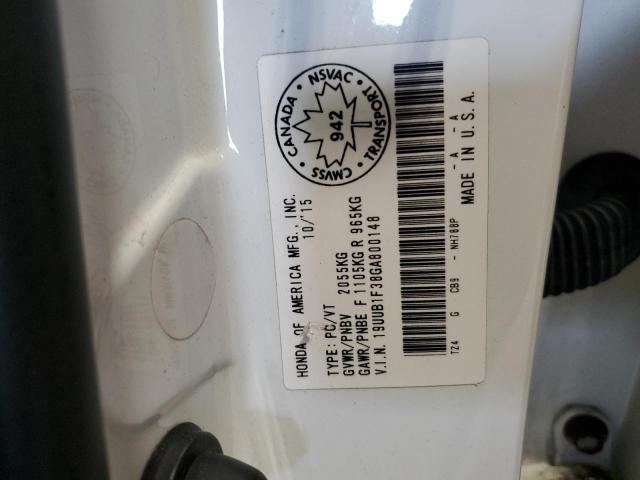 HONDA OF AMERICA MFG., INC.
10/'15
TYPE: PC/VT
GVWR/PNBV 2055KG
GAWR/PNBE F 1105KG R 965KG
V.I.N. 19UUB1F38GA800148
TZ4 G CB9 - NH788P - A - A
MADE IN U.S.A.
CANADA • NSVAC • TRANSPORT • CMVSS •
942